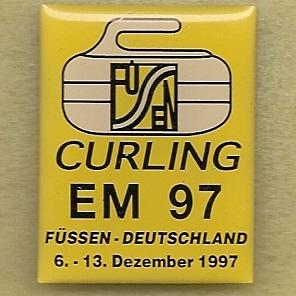 FÜSSEN
CURLING
EM 97
FÜSSEN - DEUTSCHLAND
6. - 13. Dezember 1997